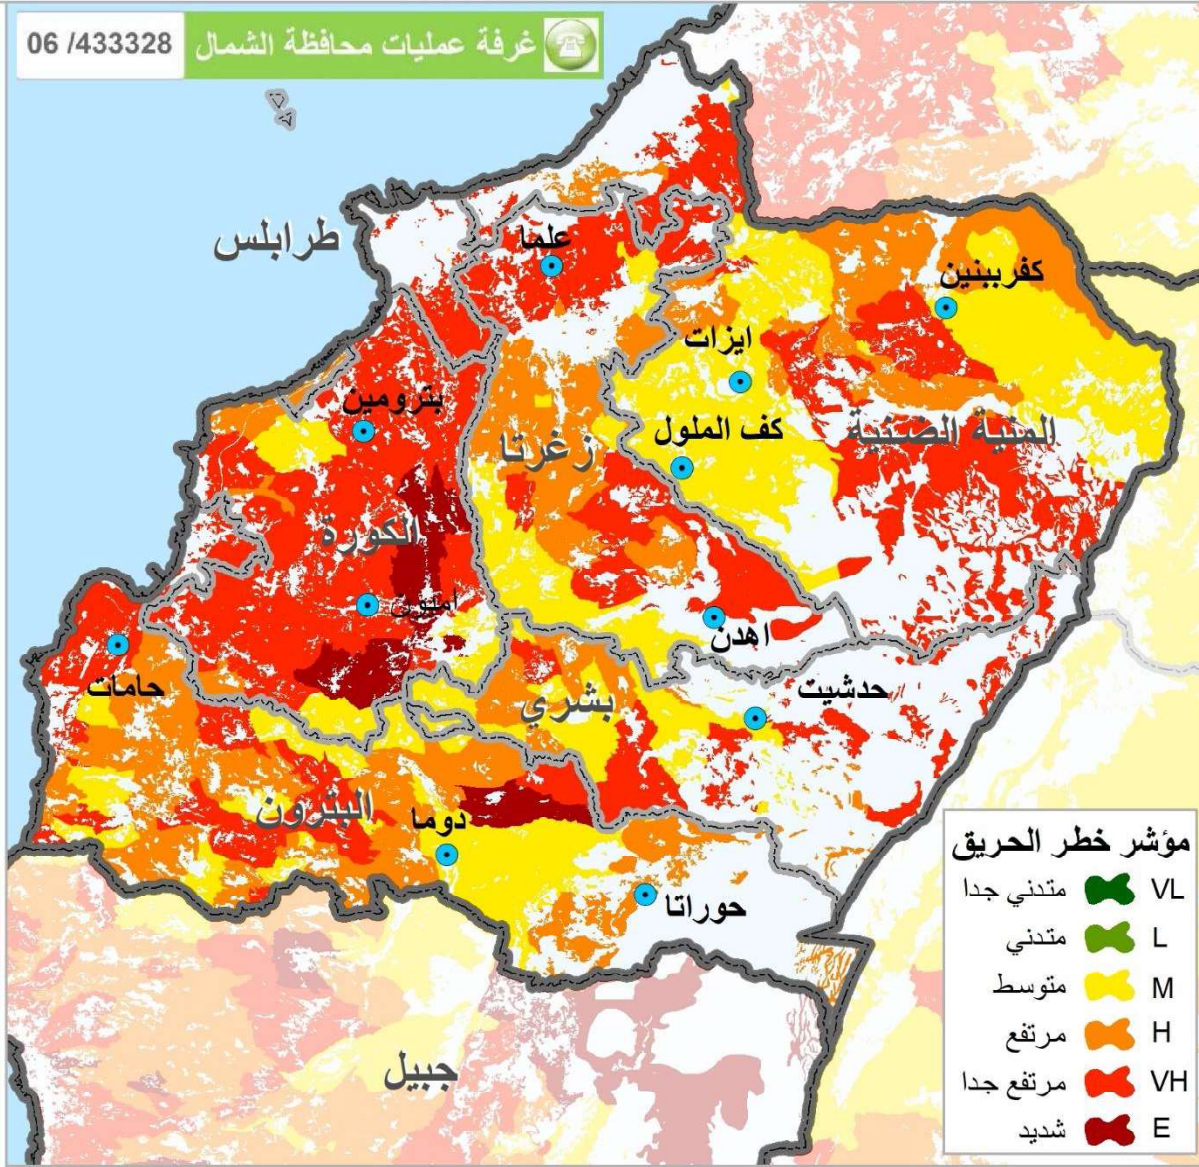 غرفة عمليات محافظة الشمال 06 /433328
طرابلس
علما
كفرببنين
ايزات
بترومين
كف الملول
المنية الضنية
زغرتا
الكورة
اميون
اهدن
حامات
حدشيت
بشري
البترون
دوما
حوراتا
جبيل
مؤشر خطر الحريق
متدني جدا VL
متدني L
متوسط M
مرتفع H
مرتفع جدا VH
شديد E